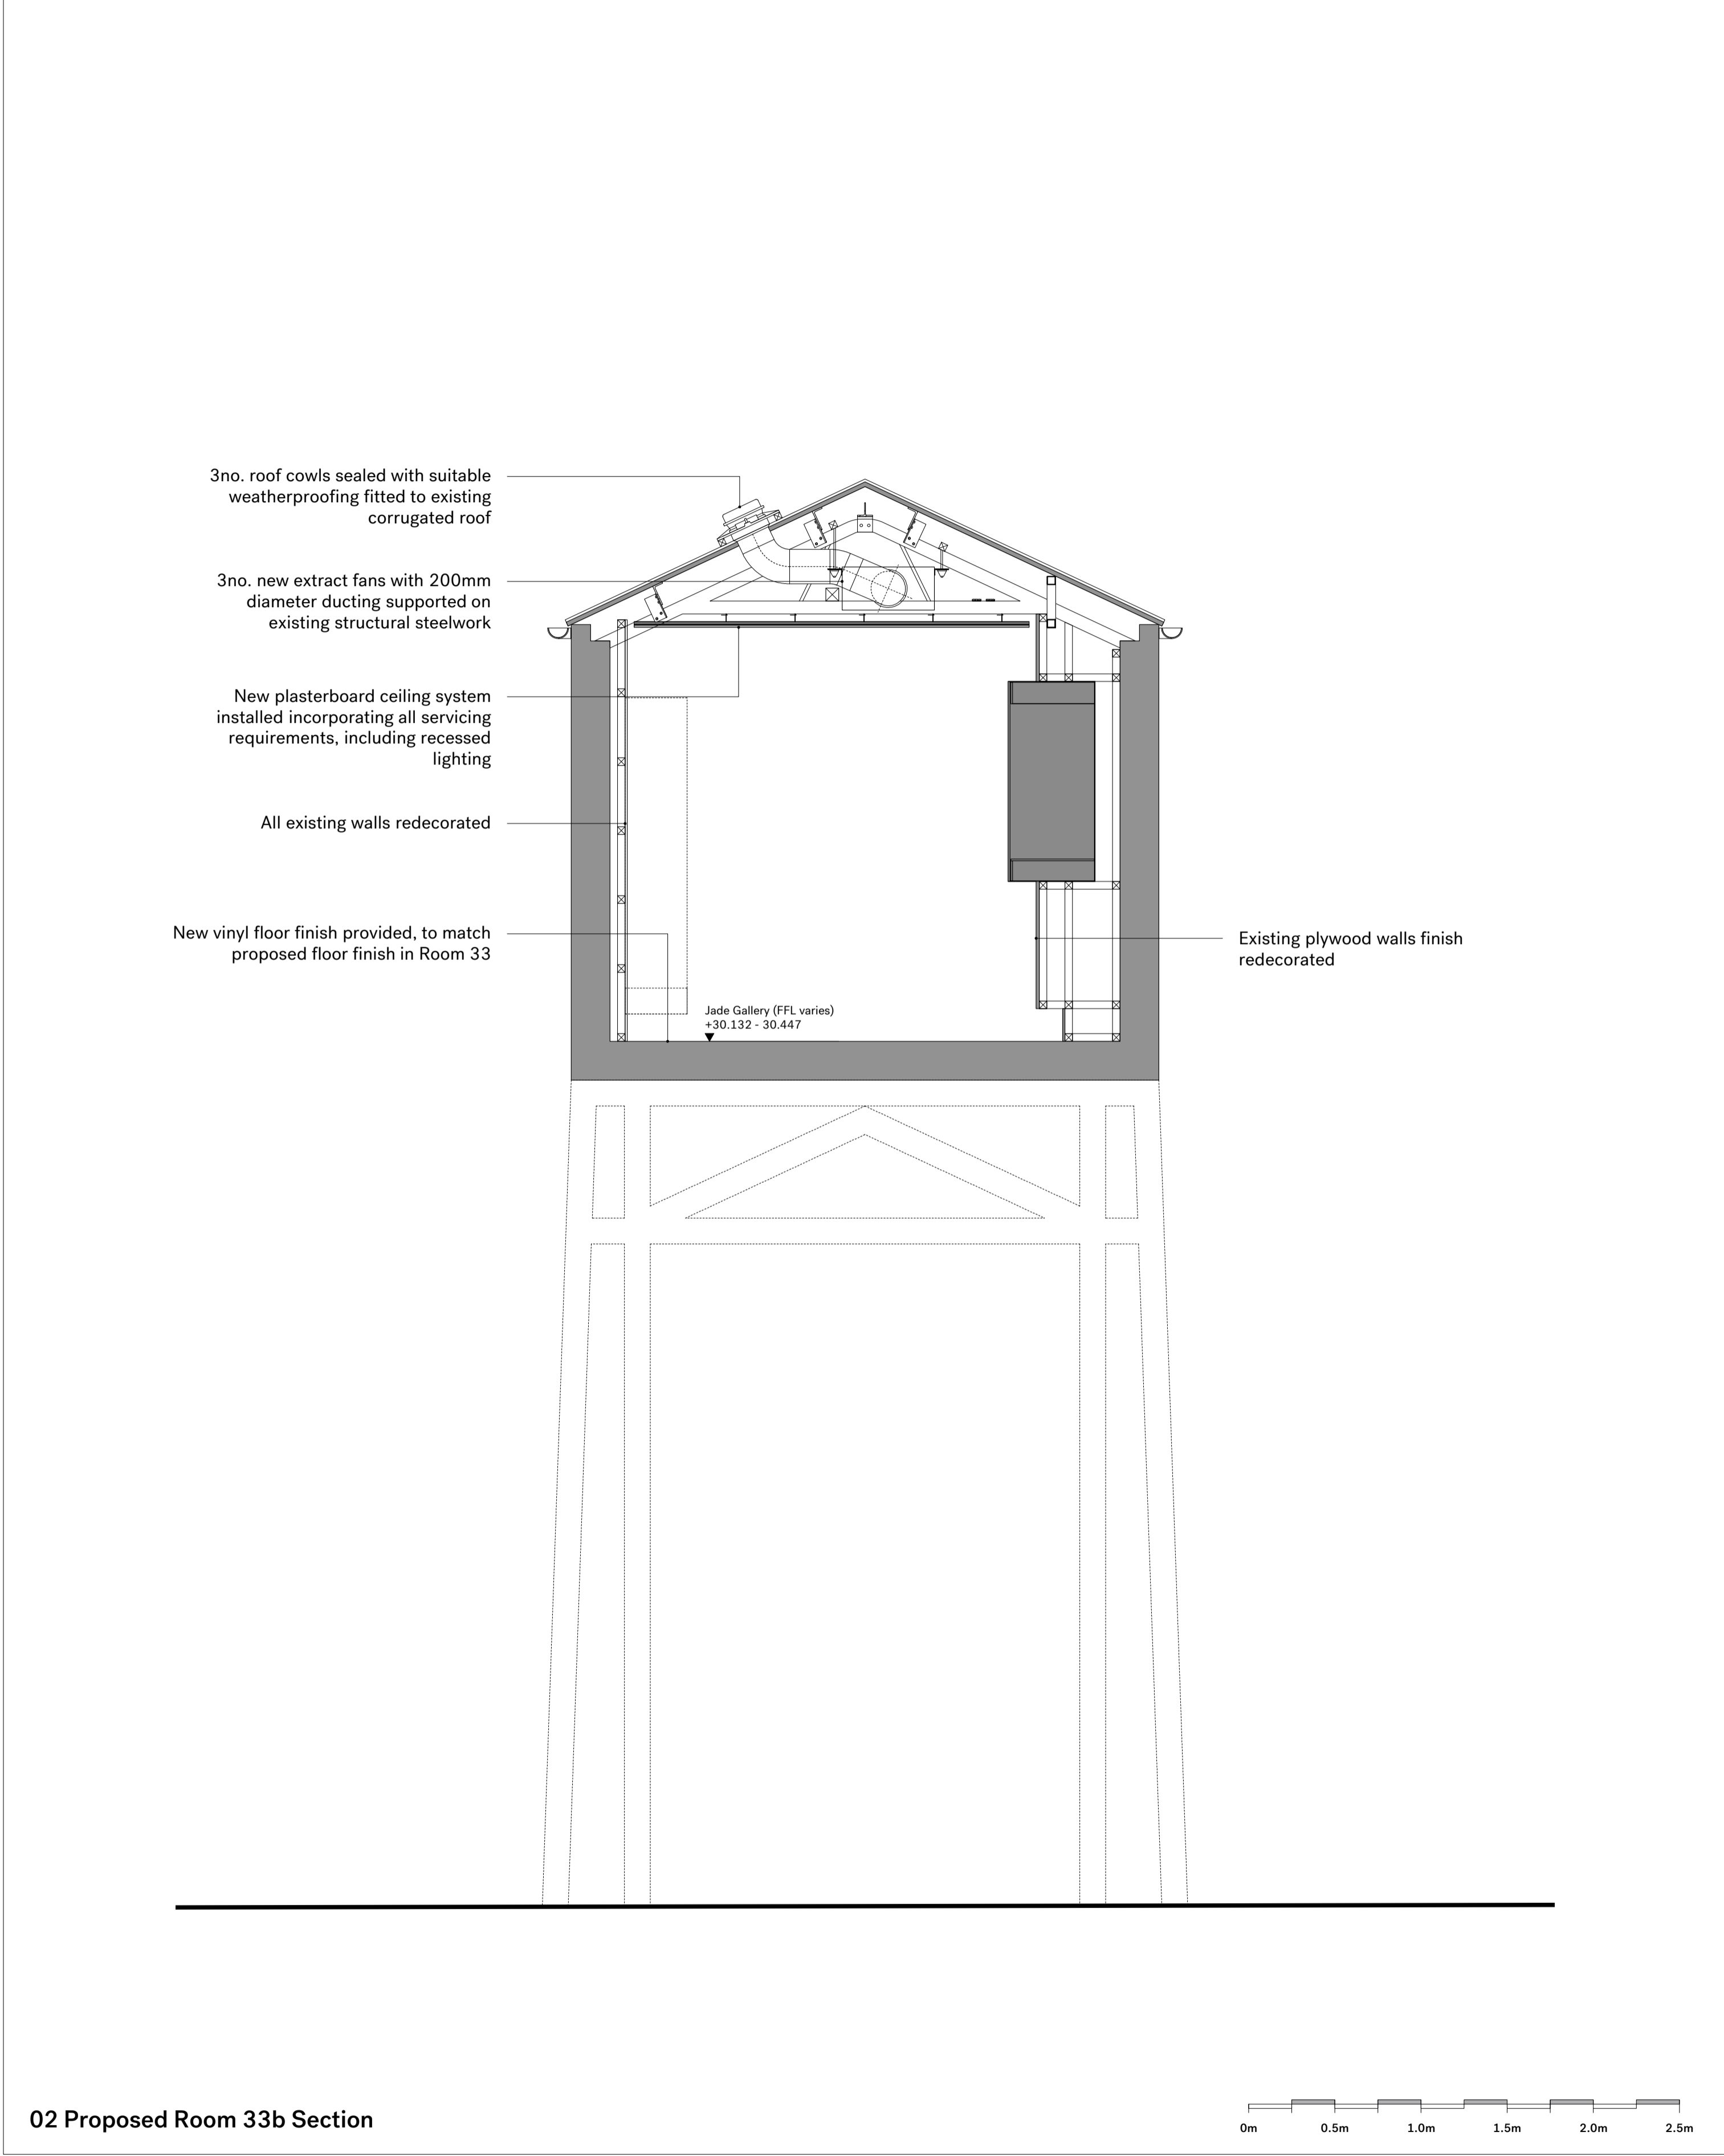 3no. roof cowls sealed with suitable
weatherproofing fitted to existing
corrugated roof
3no. new extract fans with 200mm
diameter ducting supported on
existing structural steelwork
New plasterboard ceiling system
installed incorporating all servicing
requirements, including recessed
lighting
All existing walls redecorated
New vinyl floor finish provided, to match
proposed floor finish in Room 33
Existing plywood walls finish
redecorated
Jade Gallery (FFL varies)
+30.132 - 30.447
02 Proposed Room 33b Section
0m 0.5m 1.0m 1.5m 2.0m 2.5m